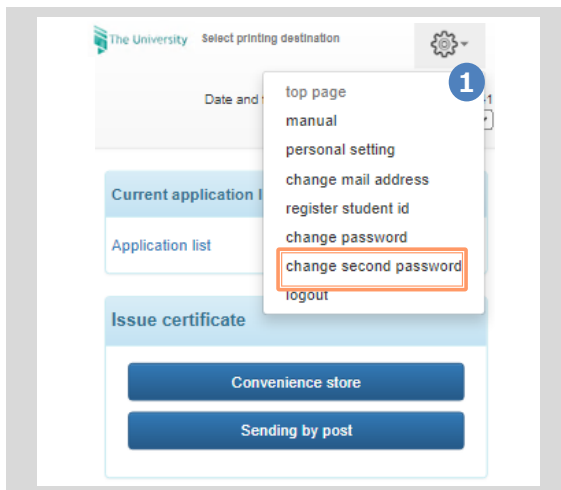 The University
Select printing destination
1
Date and
1
top page
manual
personal setting
change mail address
register student id
change password
change second password
logout
Current application
Application list
Issue certificate
Convenience store
Sending by post